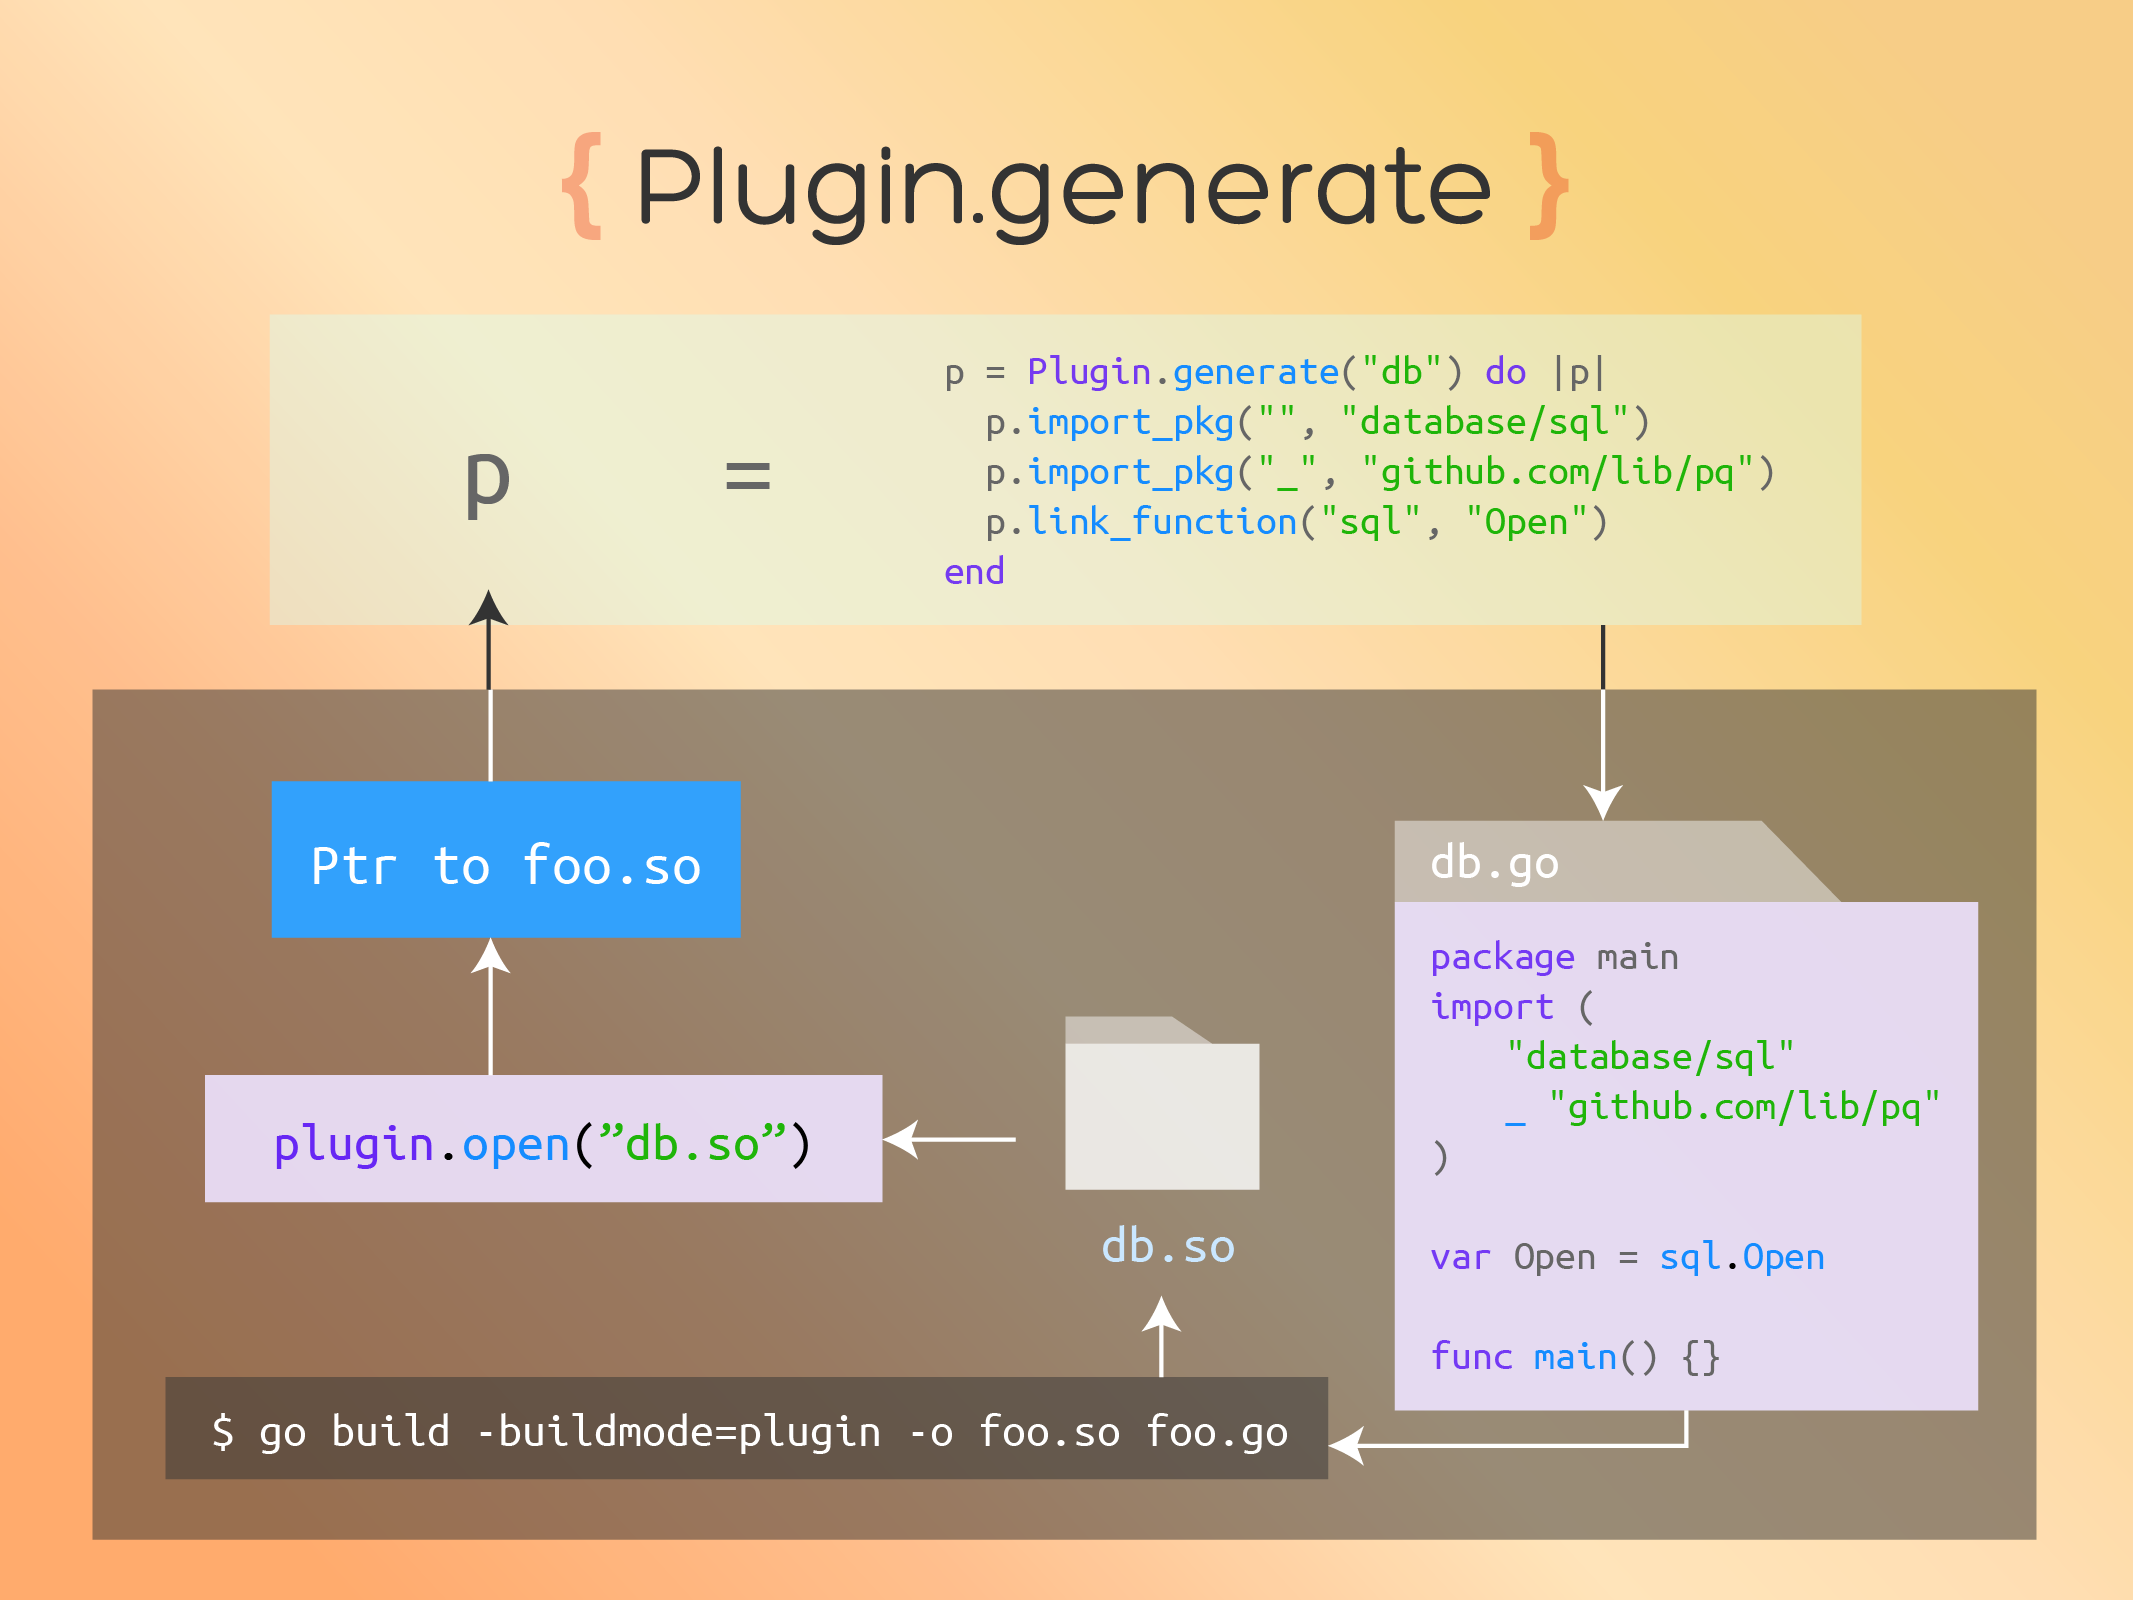 { Plugin.generate }
p = p = Plugin.generate("db") do |p|
p.import_pkg("", "database/sql")
p.import_pkg("_", "github.com/lib/pq")
p.link_function("sql", "Open")
end
db.go
package main
import (
"database/sql"
_ "github.com/lib/pq"
)
var Open = sql.Open
func main() {}
$ go build -buildmode=plugin -o foo.so foo.go
db.so
plugin.open(”db.so”)
Ptr to foo.so